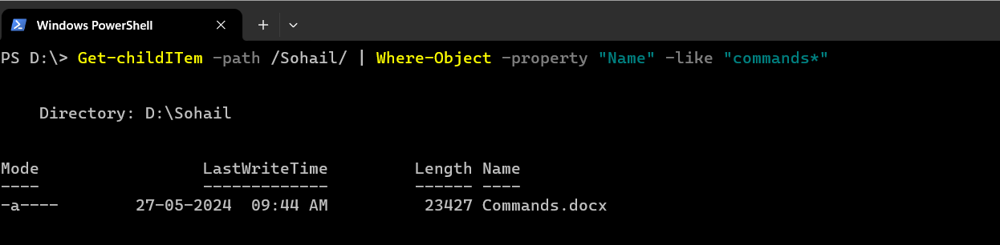 Windows PowerShell
PS D:\> Get-childITem -path /Sohail/ | Where-Object -property "Name" -like "commands*"
Directory: D:\Sohail
Mode LastWriteTime Length Name
---- ------------- ------ ----
-a---- 27-05-2024 09:44 AM 23427 Commands.docx